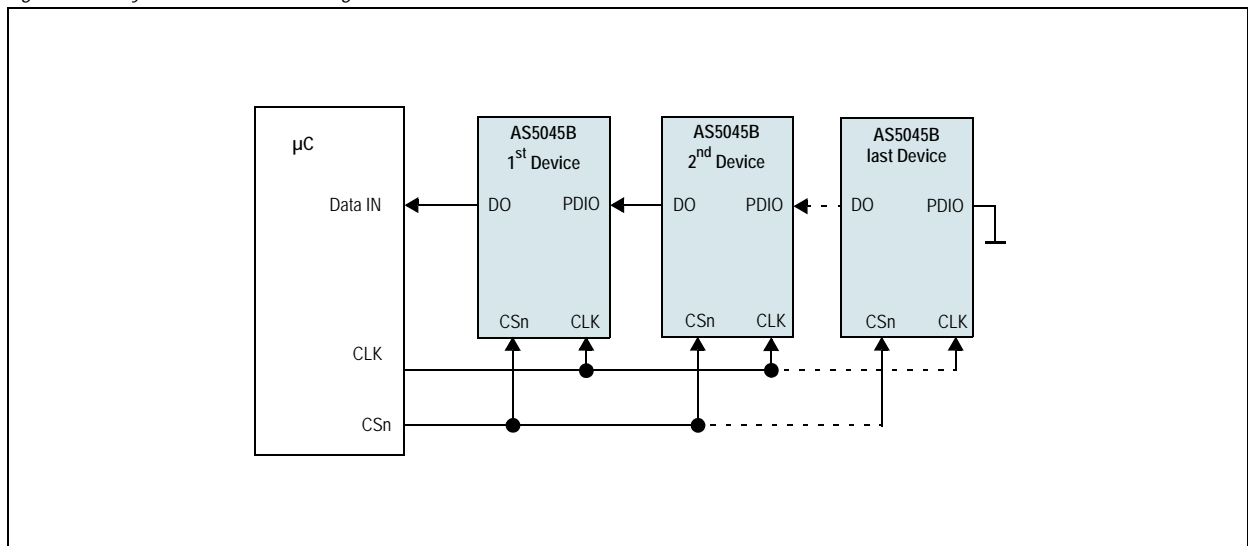 µC
Data IN
CLK
CSn
AS5045B
1st Device
DO PDIO
CSn CLK
AS5045B
2nd Device
DO PDIO
CSn CLK
AS5045B
last Device
DO PDIO
CSn CLK